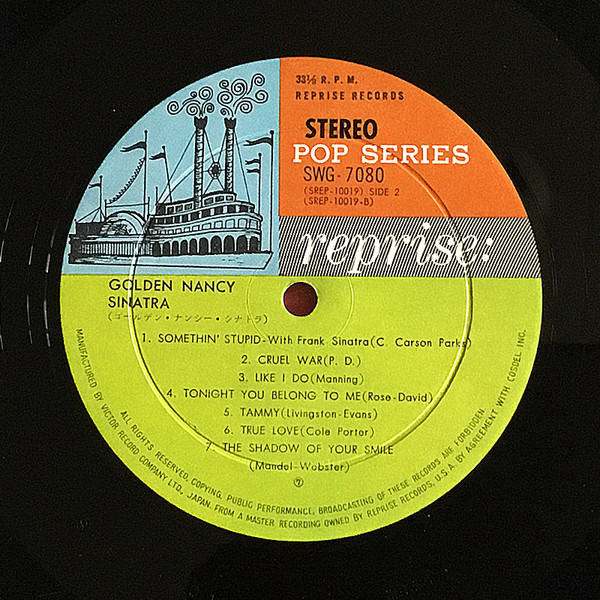 33⅓ R. P. M.
REPRISE RECORDS
STEREO
POP SERIES
SWG-7080
(SREP-10019) SIDE 2
(SREP-10019-B)
reprise:
GOLDEN NANCY
SINATRA
(ゴールデン・ナンシー・シナトラ)
1. SOMETHIN' STUPID-With Frank Sinatra(C. Carson Parks)
2. CRUEL WAR(P. D.)
3. LIKE I DO(Manning)
4. TONIGHT YOU BELONG TO ME(Rose-David)
5. TAMMY(Livingston-Evans)
6. TRUE LOVE(Cole Porter)
7. THE SHADOW OF YOUR SMILE
(Mandel-Webster)
ⓙ
ALL RIGHTS RESERVED, COPYING, PUBLIC PERFORMANCE, BROADCASTING OF THESE RECORDS ARE FORBIDDEN.
MANUFACTURED BY VICTOR RECORD COMPANY LTD., JAPAN. FROM A MASTER RECORDING OWNED BY REPRISE RECORDS, U.S.A. BY AGREEMENT WITH COSDEL INC.